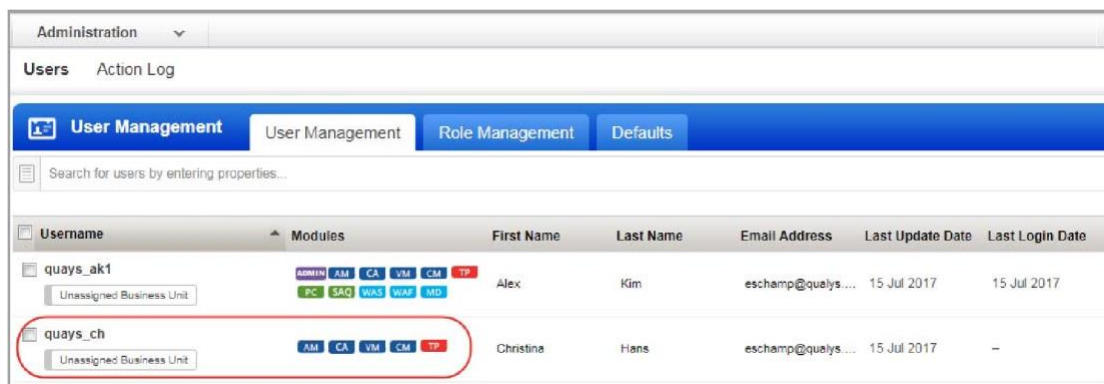 Administration
Users Action Log
User Management User Management Role Management Defaults
Search for users by entering properties...
Username Modules First Name Last Name Email Address Last Update Date Last Login Date
quays_ak1 ADMIN AM CA VM CM TP
Unassigned Business Unit PC SAQ WAS WAF MD Alex Kim eschamp@qualys.... 15 Jul 2017 15 Jul 2017
quays_ch
Unassigned Business Unit AM CA VM CM TP Christina Hans eschamp@qualys.... 15 Jul 2017 –